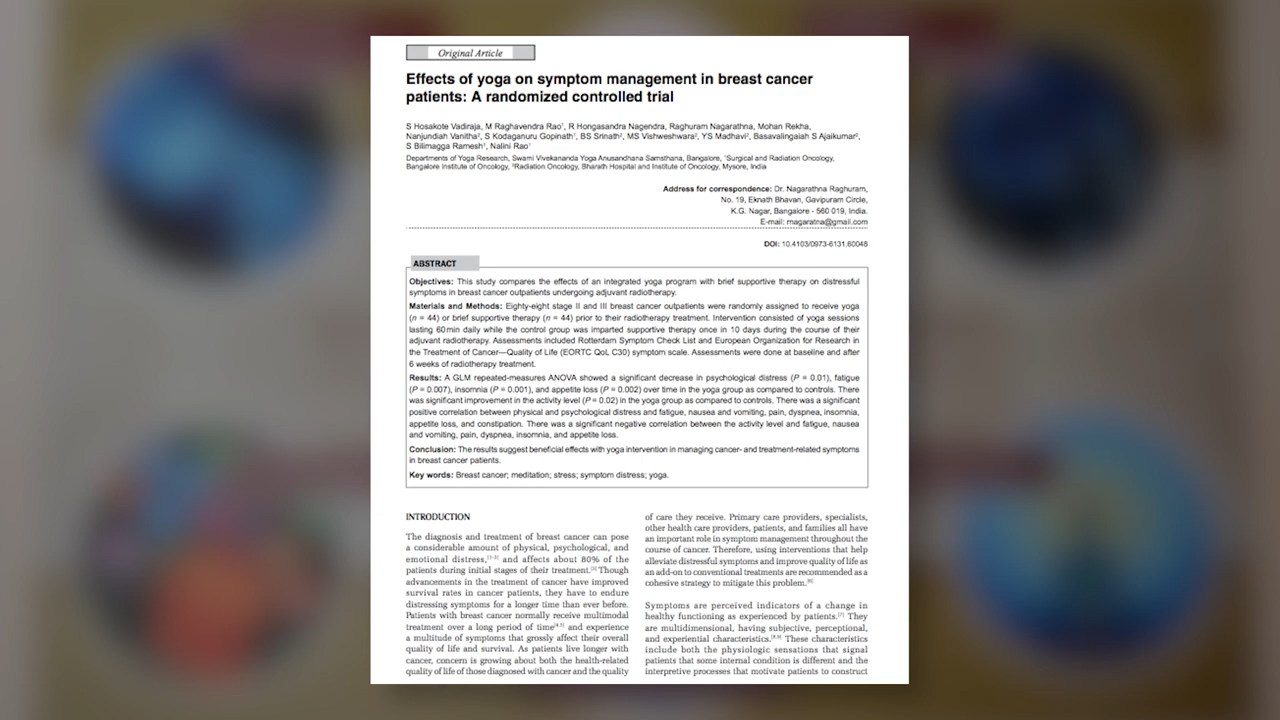 Original Article
Effects of yoga on symptom management in breast cancer
patients: A randomized controlled trial
S Hosakote Vadiraja, M Raghavendra Rao¹, R Hongasandra Nagendra, Raghuram Nagarathna, Mohan Rekha,
Nanjundiah Vanitha², S Kodaganuru Gopinath¹, BS Srinath¹, MS Vishweshwara², YS Madhavi², Basavalingaiah S Ajaikumar²,
S Bilimagga Ramesh¹, Nalini Rao¹
Departments of Yoga Research, Swami Vivekananda Yoga Anusandhana Samsthana, Bangalore, ¹Surgical and Radiation Oncology,
Bangalore Institute of Oncology, ²Radiation Oncology, Bharath Hospital and Institute of Oncology, Mysore, India
Address for correspondence: Dr. Nagarathna Raghuram,
No. 19, Eknath Bhavan, Gavipuram Circle,
K.G. Nagar, Bangalore - 560 019, India.
E-mail: rnagaratna@gmail.com
DOI: 10.4103/0973-6131.60048
ABSTRACT
Objectives: This study compares the effects of an integrated yoga program with brief supportive therapy on distressful
symptoms in breast cancer outpatients undergoing adjuvant radiotherapy.
Materials and Methods: Eighty-eight stage II and III breast cancer outpatients were randomly assigned to receive yoga
(n = 44) or brief supportive therapy (n = 44) prior to their radiotherapy treatment. Intervention consisted of yoga sessions
lasting 60 min daily while the control group was imparted supportive therapy once in 10 days during the course of their
adjuvant radiotherapy. Assessments included Rotterdam Symptom Check List and European Organization for Research in
the Treatment of Cancer—Quality of Life (EORTC QoL C30) symptom scale. Assessments were done at baseline and after
6 weeks of radiotherapy treatment.
Results: A GLM repeated-measures ANOVA showed a significant decrease in psychological distress (P = 0.01), fatigue
(P = 0.007), insomnia (P = 0.001), and appetite loss (P = 0.002) over time in the yoga group as compared to controls. There
was significant improvement in the activity level (P = 0.02) in the yoga group as compared to controls. There was a significant
positive correlation between physical and psychological distress and fatigue, nausea and vomiting, pain, dyspnea, insomnia,
appetite loss, and constipation. There was a significant negative correlation between the activity level and fatigue, nausea
and vomiting, pain, dyspnea, insomnia, and appetite loss.
Conclusion: The results suggest beneficial effects with yoga intervention in managing cancer- and treatment-related symptoms
in breast cancer patients.
Key words: Breast cancer; meditation; stress; symptom distress; yoga.
INTRODUCTION
The diagnosis and treatment of breast cancer can pose
a considerable amount of physical, psychological, and
emotional distress,[1-3] and affects about 80% of the
patients during initial stages of their treatment.[3] Though
advancements in the treatment of cancer have improved
survival rates in cancer patients, they have to endure
distressing symptoms for a longer time than ever before.
Patients with breast cancer normally receive multimodal
treatment over a long period of time[4,5] and experience
a multitude of symptoms that grossly affect their overall
quality of life and survival. As patients live longer with
cancer, concern is growing about both the health-related
quality of life of those diagnosed with cancer and the quality
of care they receive. Primary care providers, specialists,
other health care providers, patients, and families all have
an important role in symptom management throughout the
course of cancer. Therefore, using interventions that help
alleviate distressful symptoms and improve quality of life as
an add-on to conventional treatments are recommended as a
cohesive strategy to mitigate this problem.[6]
Symptoms are perceived indicators of a change in
healthy functioning as experienced by patients.[7] They
are multidimensional, having subjective, perceptional,
and experiential characteristics.[8,9] These characteristics
include both the physiologic sensations that signal
patients that some internal condition is different and the
interpretive processes that motivate patients to construct